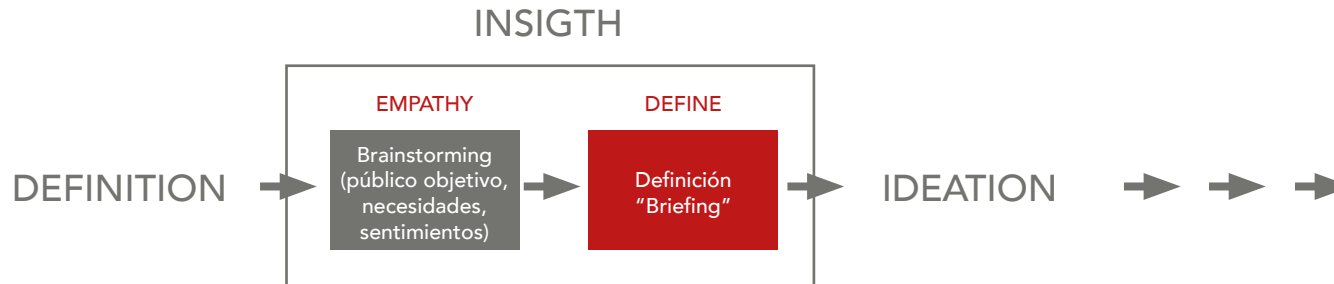 INSIGTH
EMPATHY
DEFINE
Brainstorming
(público objetivo,
necesidades,
sentimientos)
Definición
“Briefing”
DEFINITION
IDEATION